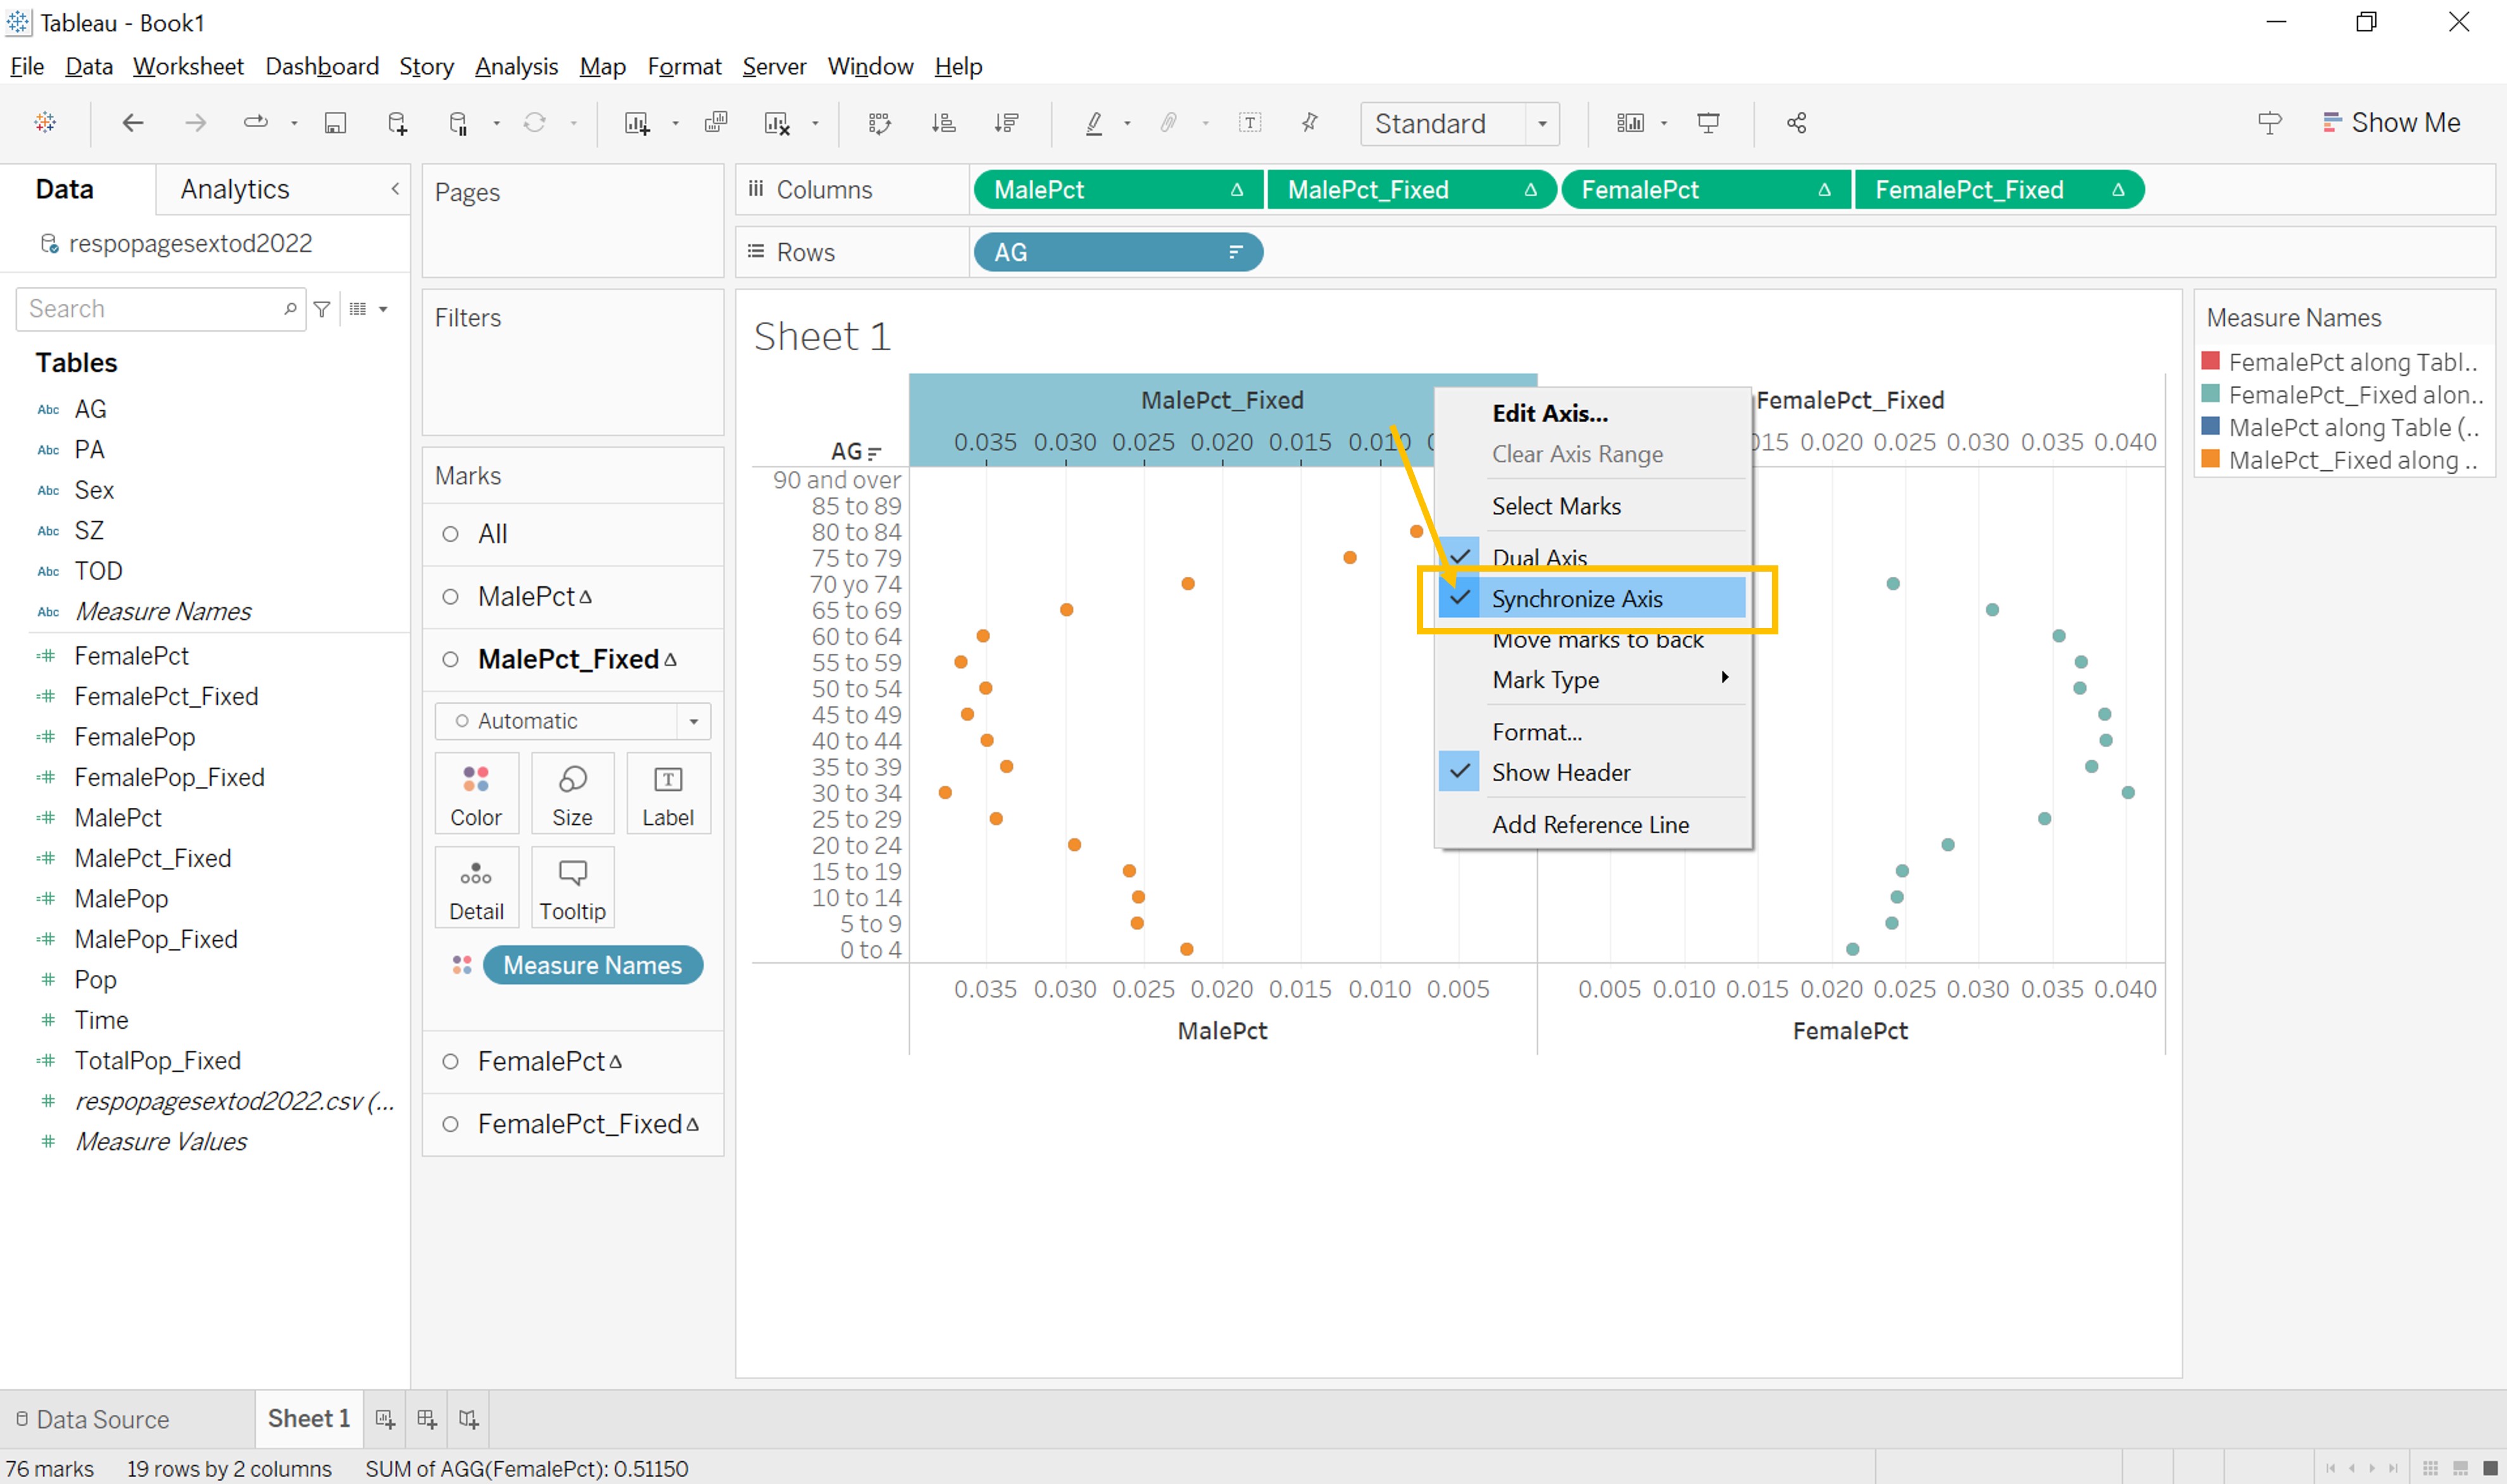 Tableau - Book1
File Data Worksheet Dashboard Story Analysis Map Format Server Window Help
Standard
Show Me
Data Analytics
respopagesextod2022
Search
Tables
Abc AG
Abc PA
Abc Sex
Abc SZ
Abc TOD
Abc Measure Names
FemalePct
FemalePct_Fixed
FemalePop
FemalePop_Fixed
MalePct
MalePct_Fixed
MalePop
MalePop_Fixed
Pop
Time
TotalPop_Fixed
respopagesextod2022.csv (...
Measure Values
Pages
Filters
Marks
All
MalePct
MalePct_Fixed
Automatic
Color Size Label
Detail Tooltip
Measure Names
FemalePct
FemalePct_Fixed
Columns MalePct MalePct_Fixed FemalePct FemalePct_Fixed
Rows AG
Sheet 1
MalePct_Fixed FemalePct_Fixed
AG 0.035 0.030 0.025 0.020 0.015 0.010 0.020 0.025 0.030 0.035 0.040
90 and over
85 to 89
80 to 84
75 to 79
70 yo 74
65 to 69
60 to 64
55 to 59
50 to 54
45 to 49
40 to 44
35 to 39
30 to 34
25 to 29
20 to 24
15 to 19
10 to 14
5 to 9
0 to 4
0.035 0.030 0.025 0.020 0.015 0.010 0.005 0.005 0.010 0.015 0.020 0.025 0.030 0.035 0.040
MalePct FemalePct
Edit Axis...
Clear Axis Range
Select Marks
Dual Axis
Synchronize Axis
Move marks to back
Mark Type
Format...
Show Header
Add Reference Line
Measure Names
FemalePct along Tabl..
FemalePct_Fixed alon..
MalePct along Table (..
MalePct_Fixed along ..
Data Source Sheet 1
76 marks 19 rows by 2 columns SUM of AGG(FemalePct): 0.51150